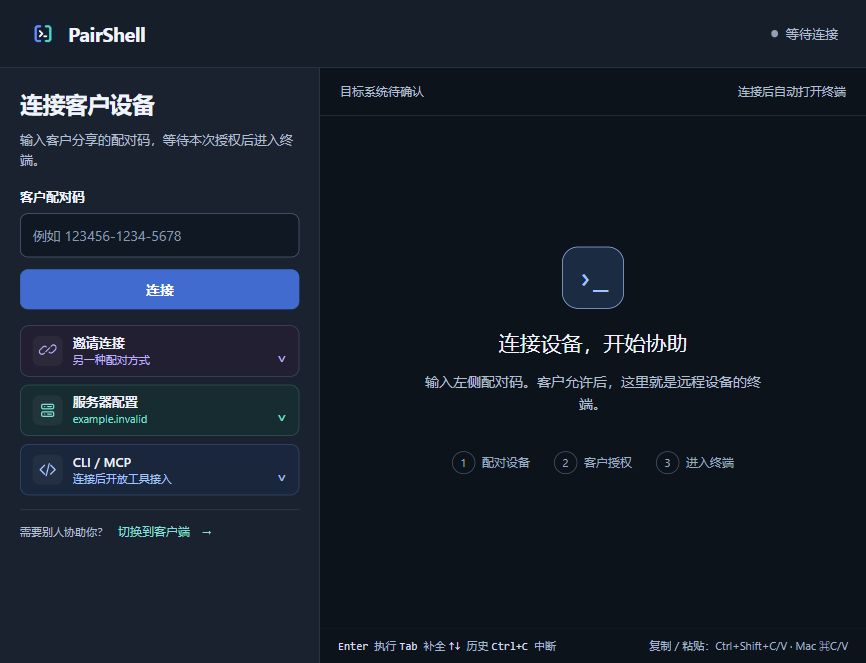 PairShell
等待连接
连接客户设备
输入客户分享的配对码，等待本次授权后进入终
端。
客户配对码
例如 123456-1234-5678
连接
邀请连接
另一种配对方式
服务器配置
example.invalid
CLI / MCP
连接后开放工具接入
需要别人协助你？ 切换到客户端 →
目标系统待确认
连接后自动打开终端
连接设备，开始协助
输入左侧配对码。客户允许后，这里就是远程设备的终
端。
1 配对设备 2 客户授权 3 进入终端
Enter 执行 Tab 补全 ↑↓ 历史 Ctrl+C 中断
复制 / 粘贴：Ctrl+Shift+C/V · Mac ⌘C/V